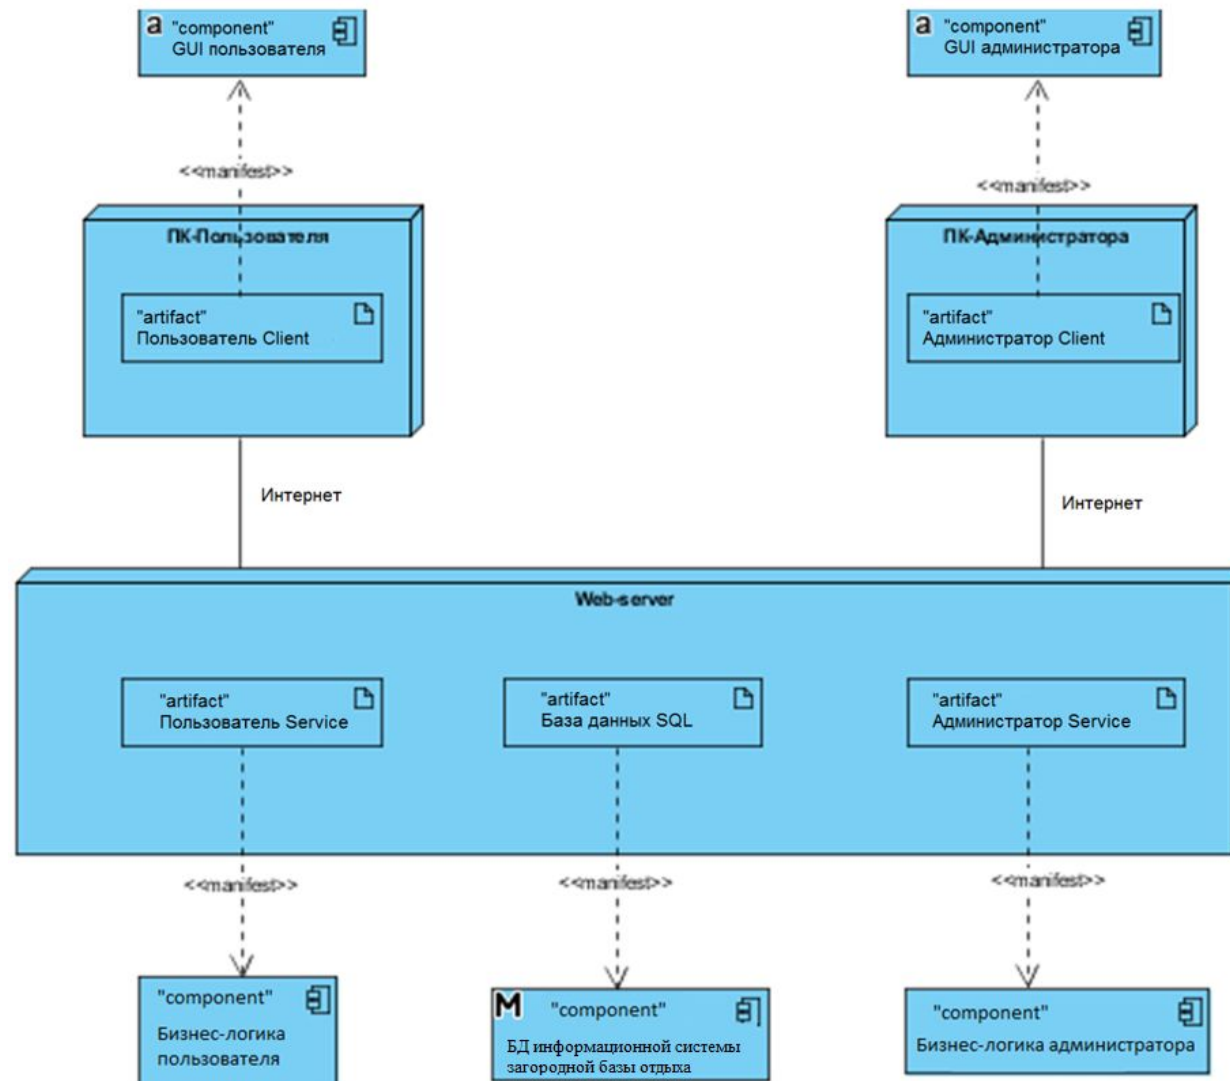 a "component"
GUI пользователя
a "component"
GUI администратора
<<manifest>>
<<manifest>>
ПК-Пользователя
ПК-Администратора
"artifact"
Пользователь Client
"artifact"
Администратор Client
Интернет
Интернет
Web-server
"artifact"
Пользователь Service
"artifact"
База данных SQL
"artifact"
Администратор Service
<<manifest>>
<<manifest>>
<<manifest>>
"component"
Бизнес-логика
пользователя
M "component"
БД информационной системы
загородной базы отдыха
"component"
Бизнес-логика администратора